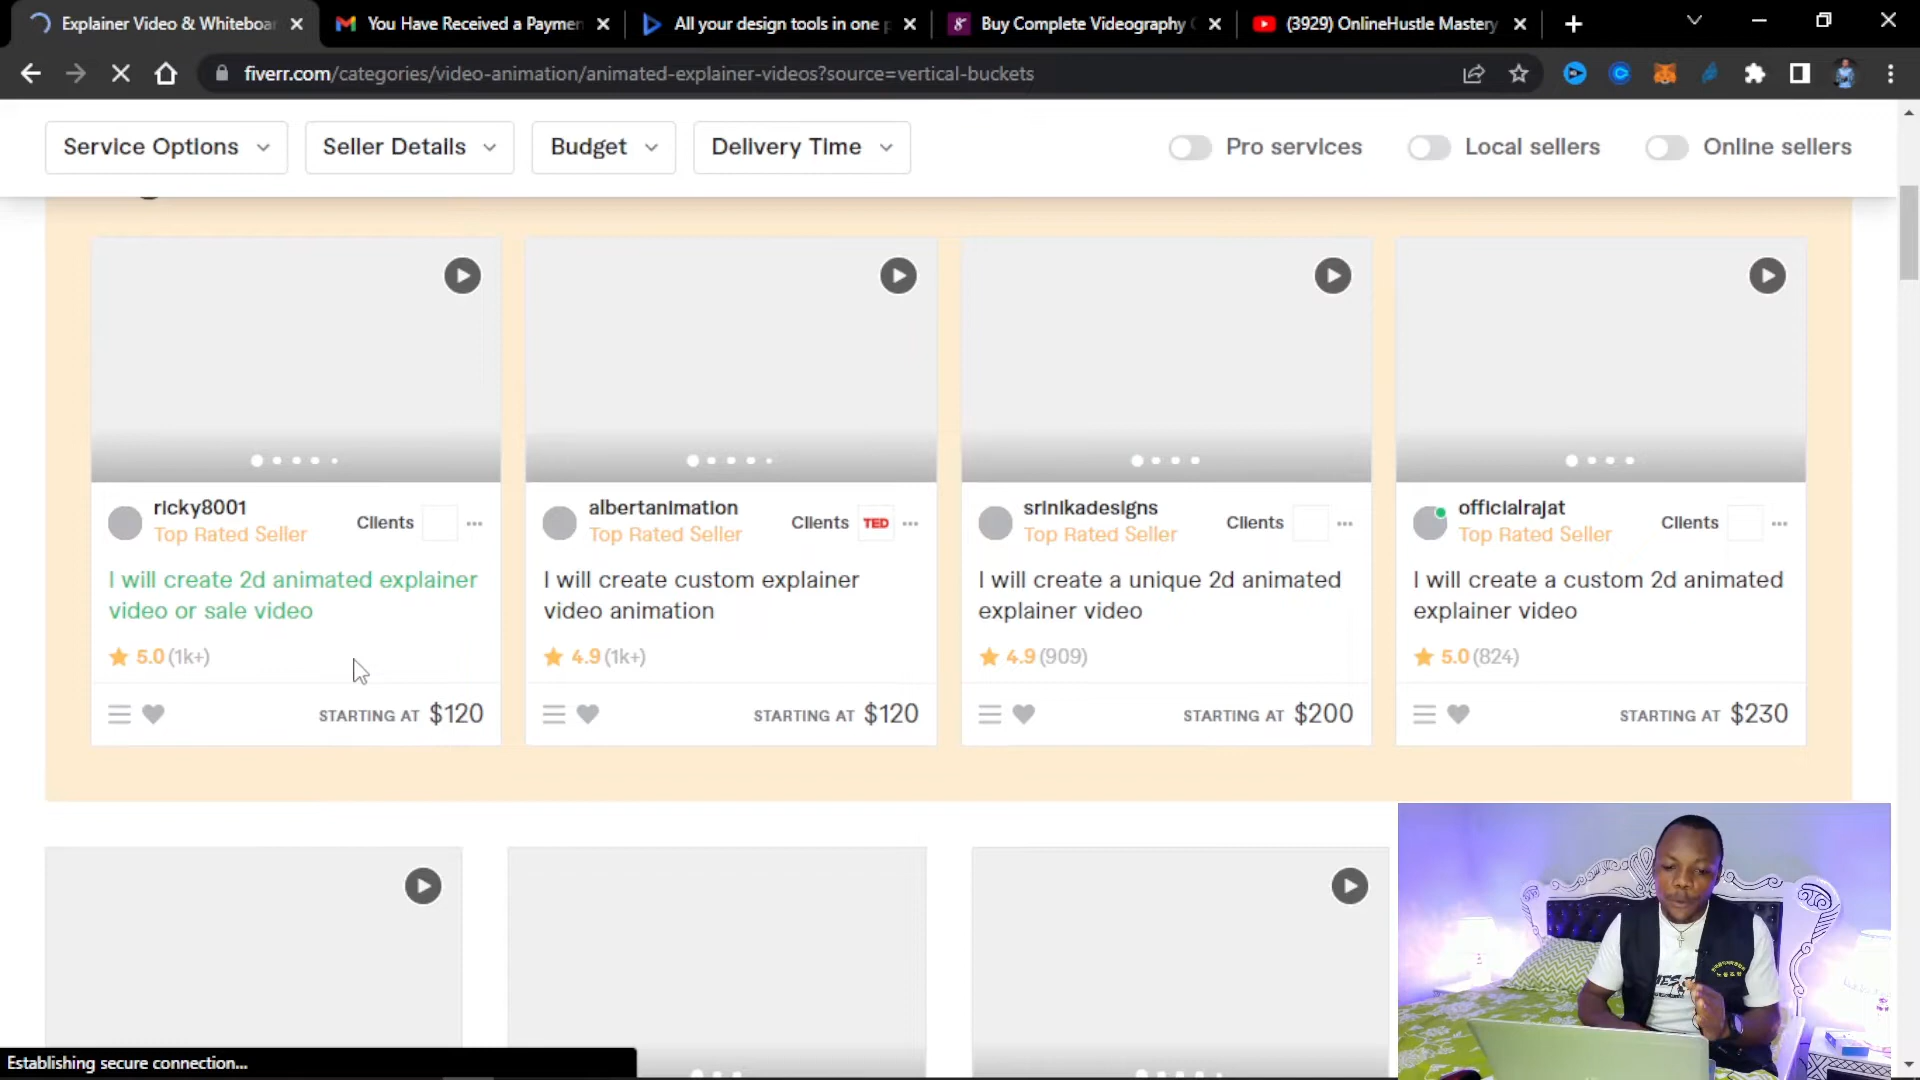 Explainer Video & Whiteboar
You Have Received a Paymen
All your design tools in one p
Buy Complete Videography
(3929) OnlineHustle Mastery
fiverr.com/categories/video-animation/animated-explainer-videos?source=vertical-buckets
Service Options
Seller Details
Budget
Delivery Time
Pro services
Local sellers
Online sellers
ricky8001
Top Rated Seller
Clients
I will create 2d animated explainer
video or sale video
5.0 (1k+)
STARTING AT $120
albertanimation
Top Rated Seller
Clients
TED
I will create custom explainer
video animation
4.9 (1k+)
STARTING AT $120
srinikadesigns
Top Rated Seller
Clients
I will create a unique 2d animated
explainer video
4.9 (909)
STARTING AT $200
officialrajat
Top Rated Seller
Clients
I will create a custom 2d animated
explainer video
5.0 (824)
STARTING AT $230
Establishing secure connection...